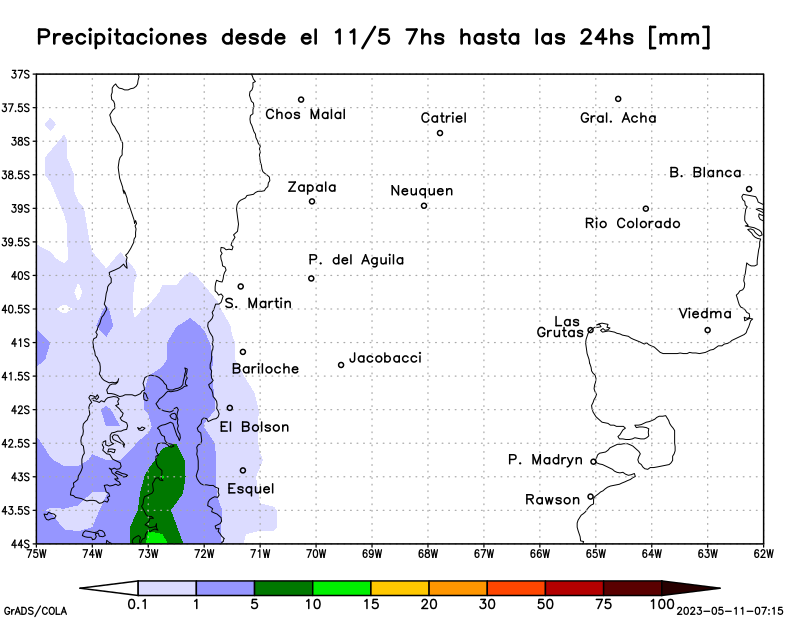 Precipitaciones desde el 11/5 7hs hasta las 24hs [mm]
37S
37.5S
Chos Malal
Catriel
Gral. Acha
38S
38.5S
B. Blanca
Zapala
Neuquen
39S
Rio Colorado
39.5S
P. del Aguila
40S
S. Martin
40.5S
Viedma
Las
Grutas
41S
Jacobacci
Bariloche
41.5S
42S
El Bolson
42.5S
P. Madryn
43S
Esquel
Rawson
43.5S
44S
75W 74W 73W 72W 71W 70W 69W 68W 67W 66W 65W 64W 63W 62W
0.1 1 5 10 15 20 30 50 75 100
GrADS/COLA
2023-05-11-07:15